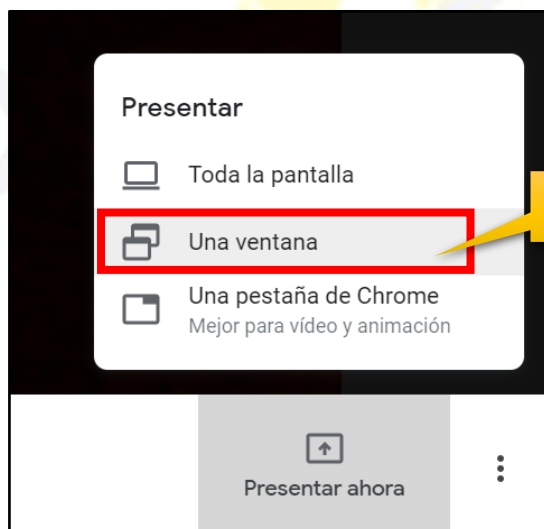 Presentar
Toda la pantalla
Una ventana
Una pestaña de Chrome
Mejor para vídeo y animación
Presentar ahora